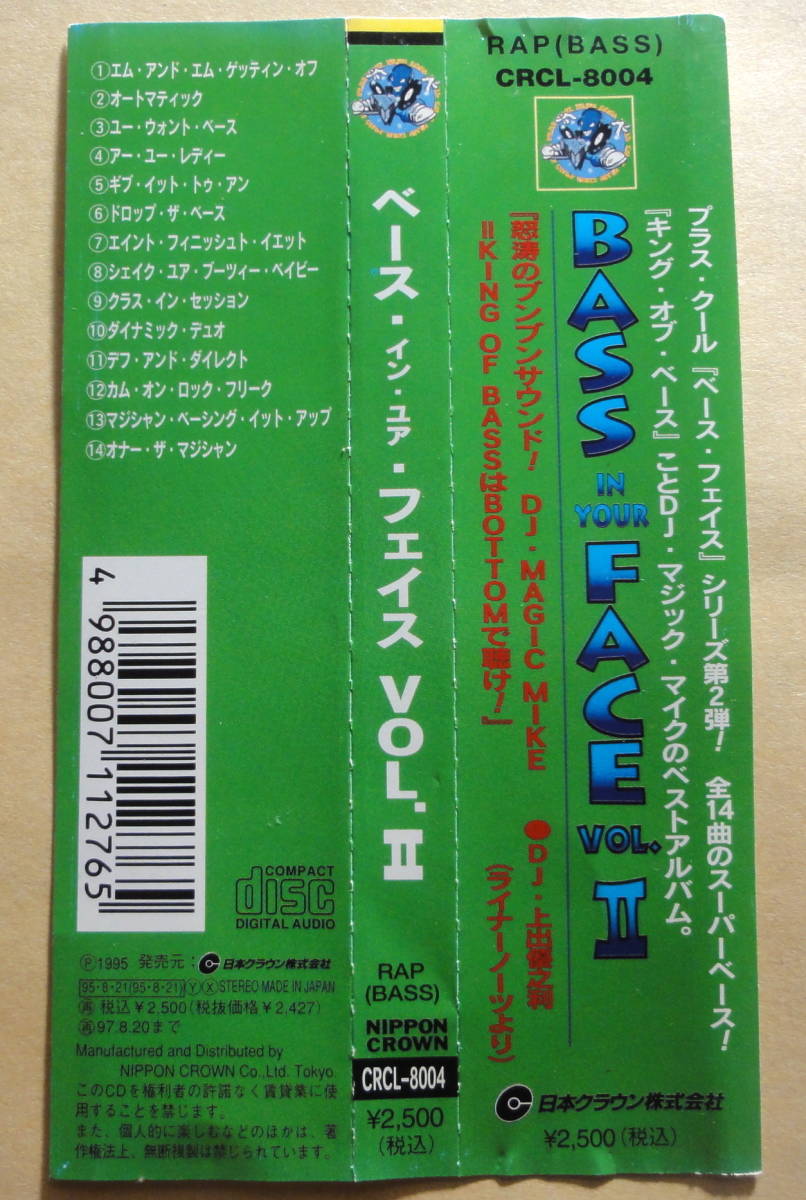 ①エム・アンド・エム・ゲッティン・オフ
②オートマティック
③ユー・ウォント・ベース
④アー・ユー・レディー
⑤ギブ・イット・トゥ・アン
⑥ドロップ・ザ・ベース
⑦エイント・フィニッシュト・イエット
⑧シェイク・ユア・ブーツィー・ベイビー
⑨クラス・イン・セッション
⑩ダイナミック・デュオ
⑪デフ・アンド・ダイレクト
⑫カム・オン・ロック・フリーク
⑬マジシャン・ベーシング・イット・アップ
⑭オナー・ザ・マジシャン
4 988007 112765
COMPACT
disc
DIGITAL AUDIO
Ⓟ1995 発売元:日本クラウン株式会社
95・8・21(95・8・21) Ⓨ Ⓧ STEREO MADE IN JAPAN
再 税込¥2,500(税抜価格¥2,427)
再 97.8.20まで
Manufactured and Distributed by
NIPPON CROWN Co.,Ltd. Tokyo.
このCDを権利者の許諾なく賃貸業に使
用することを禁じます。
また、個人的に楽しむなどのほかは、著
作権法上、無断複製は禁じられています。
ベース・イン・ユア・フェイス VOL. II
RAP
(BASS)
NIPPON
CROWN
CRCL-8004
¥2,500
(税込)
RAP(BASS)
CRCL-8004
プラス・クール『ベース・フェイス』シリーズ第2弾! 全14曲のスーパーベース!
『キング・オブ・ベース』ことDJ・マジック・マイクのベストアルバム。
BASS IN YOUR FACE VOL. II
『怒涛のブンブンサウンド! DJ・MAGIC MIKE
=KING OF BASSはBOTTOMで聴け!』
●DJ・上田
(ライナーノーツより)
日本クラウン株式会社
¥2,500(税込)